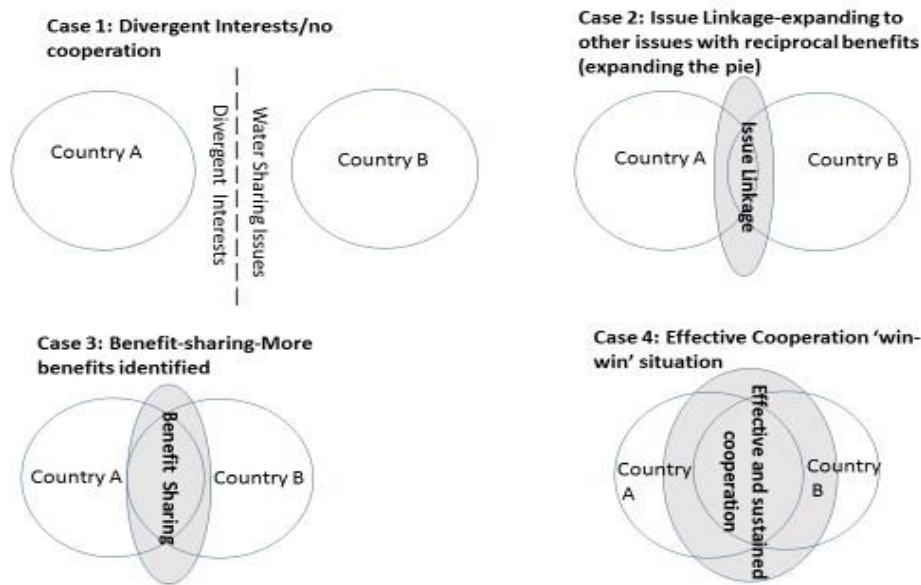 Case 1: Divergent Interests/no
cooperation
Country A
Divergent Interests
Water Sharing Issues
Country B
Case 2: Issue Linkage-expanding to
other issues with reciprocal benefits
(expanding the pie)
Country A
Issue Linkage
Country B
Case 3: Benefit-sharing-More
benefits identified
Country A
Benefit Sharing
Country B
Case 4: Effective Cooperation ‘win-
win’ situation
Country
A
Effective and sustained
cooperation
Country
B